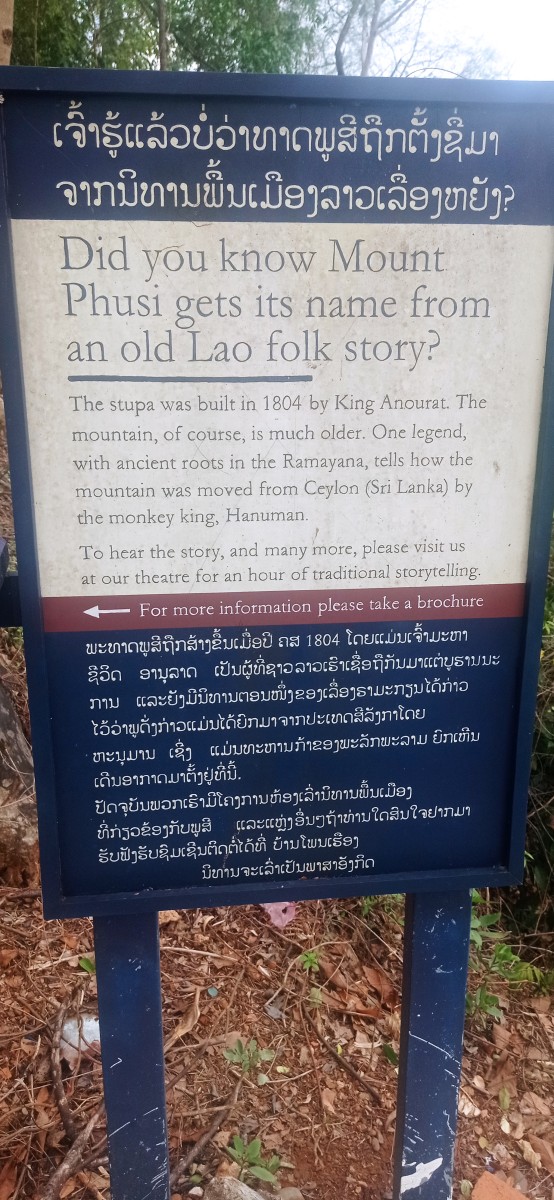 ເຈົ້າຮູ້ແລ້ວບໍ່ວ່າທາດພູສີຖືກຕັ້ງຊື່ມາ
ຈາກນິທານພື້ນເມືອງລາວເລື່ອງຫຍັງ?
Did you know Mount
Phusi gets its name from
an old Lao folk story?
The stupa was built in 1804 by King Anourat. The
mountain, of course, is much older. One legend,
with ancient roots in the Ramayana, tells how the
mountain was moved from Ceylon (Sri Lanka) by
the monkey king, Hanuman.
To hear the story, and many more, please visit us
at our theatre for an hour of traditional storytelling.
← For more information please take a brochure
ພະທາດພູສີຖືກສ້າງຂຶ້ນເມື່ອປີ ຄສ 1804 ໂດຍແມ່ນເຈົ້າມະຫາ
ຊີວິດ ອານຸລາດ ເປັນຜູ້ທີ່ຊາວລາວເຮົາເຊື່ອຖືກັນມາແຕ່ບູຮານນະ
ການ ແລະຍັງມີນິທານຕອນໜຶ່ງຂອງເລື່ອງຣາມະກຽນໄດ້ກ່າວ
ໄວ້ວ່າພູດັ່ງກ່າວແມ່ນໄດ້ຍົກມາຈາກປະເທດສີລັງກາໂດຍ
ຫະນຸມານ ເຊິ່ງ ແມ່ນທະຫານກ້າຂອງພະລັກພະລາມ ຍົກເຫີນ
ເດີນອາກາດມາຕັ້ງຢູ່ທີ່ນີ້.
ປັດຈຸບັນພວກເຮົາມີໂຄງການຫ້ອງເລົ່ານິທານພື້ນເມືອງ
ທີ່ກ່ຽວຂ້ອງກັບພູສີ ແລະແຫຼ່ງອື່ນໆຖ້າທ່ານໃດສົນໃຈຢາກມາ
ຮັບຟັງຮັບຊົມເຊີນຕິດຕໍ່ໄດ້ທີ່ ບ້ານໂພນເຮືອງ
ນິທານຈະເລົ່າເປັນພາສາອັງກິດ